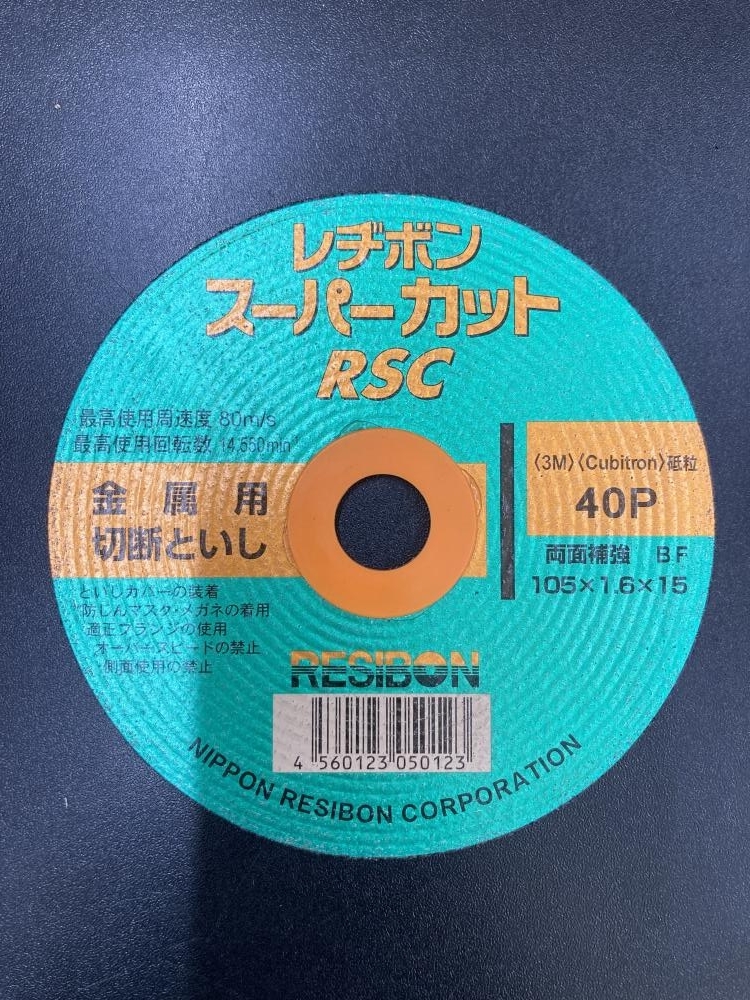 レヂボン
スーパーカット
RSC
最高使用周速度 80m/s
最高使用回転数 14,550min⁻¹
金属用
切断といし
〈3M〉〈Cubitron〉砥粒
40P
両面補強 BF
105×1.6×15
といしカバーの装着
防じんマスク・メガネの着用
適正フランジの使用
オーバースピードの禁止
側面使用の禁止
RESIBON
4 560123 050123
NIPPON RESIBON CORPORATION